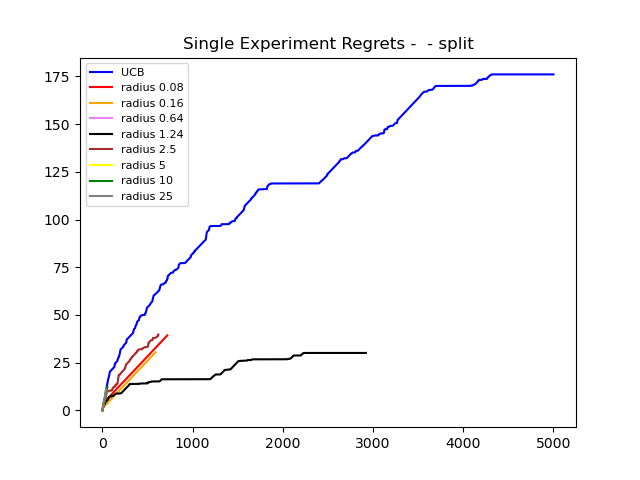 Single Experiment Regrets -  - split
UCB
radius 0.08
radius 0.16
radius 0.64
radius 1.24
radius 2.5
radius 5
radius 10
radius 25
175
150
125
100
75
50
25
0
0 1000 2000 3000 4000 5000